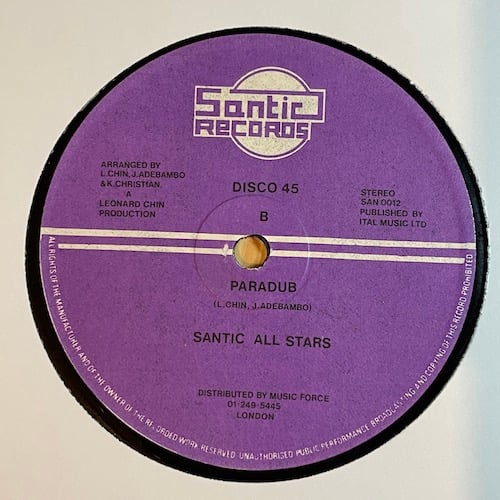 Santic
RECORDS
ARRANGED BY
L.CHIN, J.ADEBAMBO
& K.CHRISTIAN.
A
LEONARD CHIN
PRODUCTION
DISCO 45
B
STEREO
SAN 0012
PUBLISHED BY
ITAL MUSIC LTD
PARADUB
(L.CHIN, J.ADEBAMBO)
SANTIC ALL STARS
DISTRIBUTED BY MUSIC FORCE
01-249-5445
LONDON
ALL RIGHTS OF THE MANUFACTURER AND OF THE OWNER OF THE RECORDED WORK RESERVED UNAUTHORISED PUBLIC PERFORMANCE BROADCASTING AND COPYING OF THIS RECORD PROHIBITED